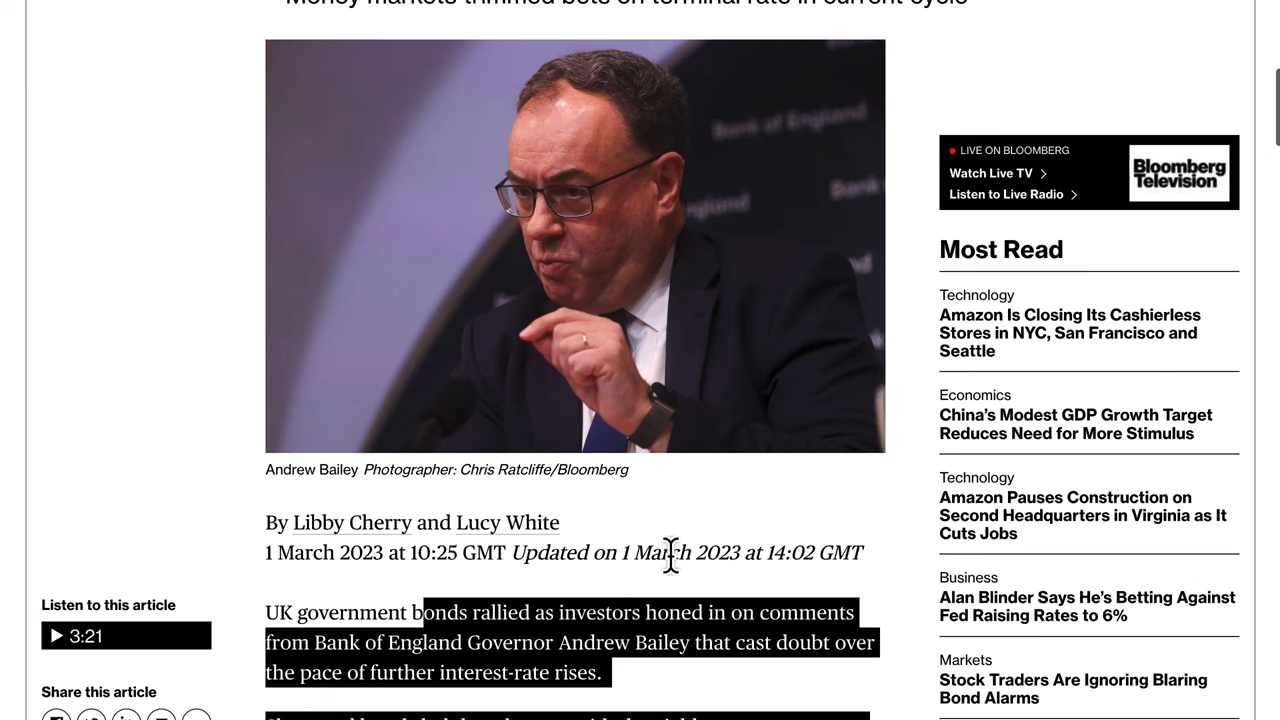 Money markets trimmed bets on terminal rate in current cycle
Bank of England
Bank
ngland
Andrew Bailey Photographer: Chris Ratcliffe/Bloomberg
By Libby Cherry and Lucy White
1 March 2023 at 10:25 GMT Updated on 1 March 2023 at 14:02 GMT
Listen to this article
3:21
Share this article
UK government bonds rallied as investors honed in on comments
from Bank of England Governor Andrew Bailey that cast doubt over
the pace of further interest-rate rises.
LIVE ON BLOOMBERG
Watch Live TV
Listen to Live Radio
Bloomberg
Television
Most Read
Technology
Amazon Is Closing Its Cashierless
Stores in NYC, San Francisco and
Seattle
Economics
China’s Modest GDP Growth Target
Reduces Need for More Stimulus
Technology
Amazon Pauses Construction on
Second Headquarters in Virginia as It
Cuts Jobs
Business
Alan Blinder Says He’s Betting Against
Fed Raising Rates to 6%
Markets
Stock Traders Are Ignoring Blaring
Bond Alarms